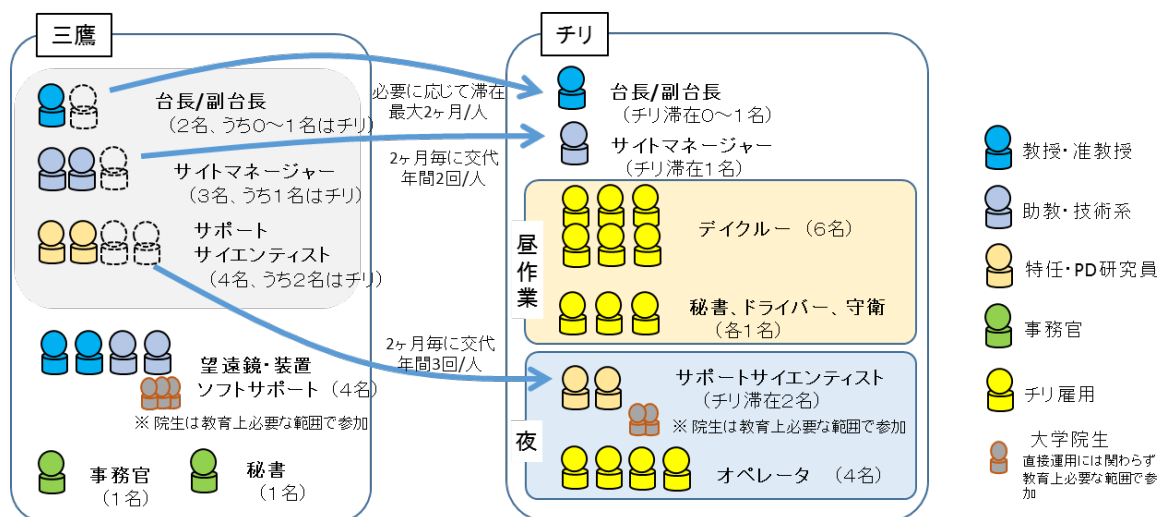 三鷹
台長/副台長
(2名、うち0～1名はチリ)
サイトマネージャー
(3名、うち1名はチリ)
サポート
サイエンティスト
(4名、うち2名はチリ)
望遠鏡・装置
ソフトサポート (4名)
※ 院生は教育上必要な範囲で参加
事務官
(1名)
秘書
(1名)
必要に応じて滞在
最大2ヶ月/人
2ヶ月毎に交代
年間2回/人
2ヶ月毎に交代
年間3回/人
チリ
台長/副台長
(チリ滞在0～1名)
サイトマネージャー
(チリ滞在1名)
昼作業
デイクルー (6名)
秘書、ドライバー、守衛
(各1名)
夜
サポートサイエンティスト
(チリ滞在2名)
※ 院生は教育上必要な範囲で参加
オペレータ (4名)
教授・准教授
助教・技術系
特任・PD研究員
事務官
チリ雇用
大学院生
直接運用には関わらず
教育上必要な範囲で参
加